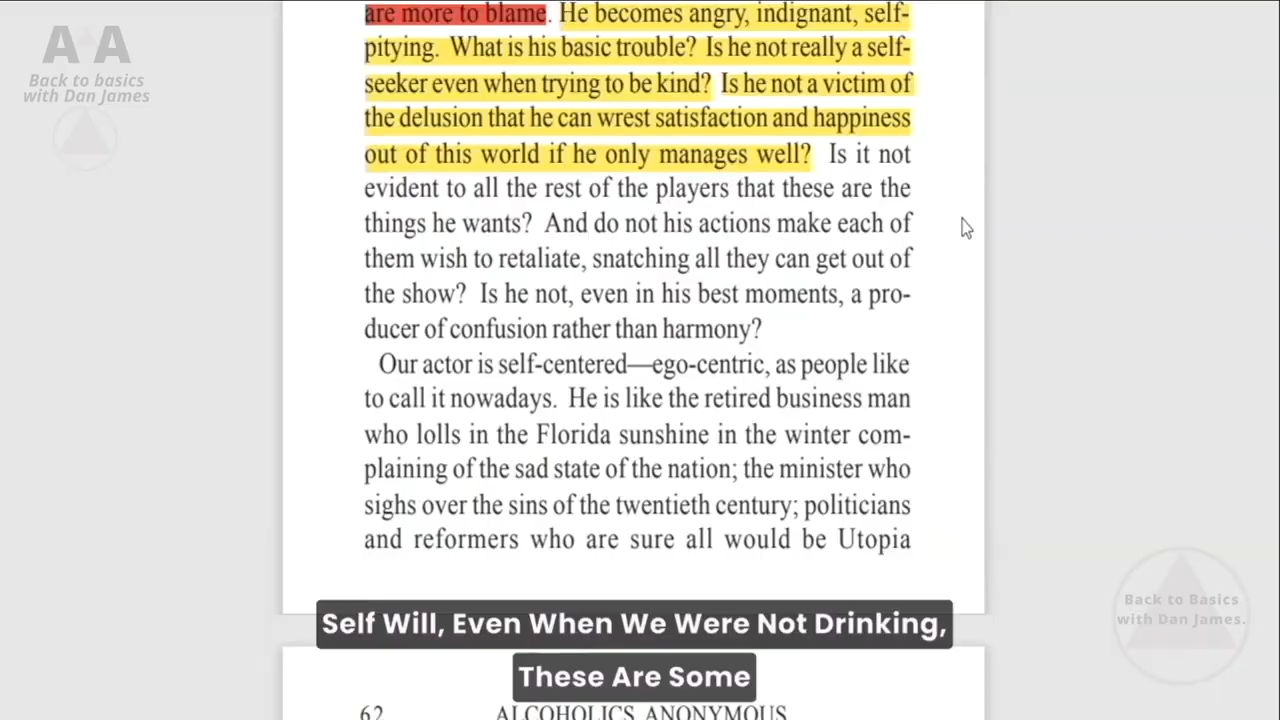 A A
Back to basics
with Dan James
are more to blame. He becomes angry, indignant, self-
pitying. What is his basic trouble? Is he not really a self-
seeker even when trying to be kind? Is he not a victim of
the delusion that he can wrest satisfaction and happiness
out of this world if he only manages well? Is it not
evident to all the rest of the players that these are the
things he wants? And do not his actions make each of
them wish to retaliate, snatching all they can get out of
the show? Is he not, even in his best moments, a pro-
ducer of confusion rather than harmony?
Our actor is self-centered—ego-centric, as people like
to call it nowadays. He is like the retired business man
who lolls in the Florida sunshine in the winter com-
plaining of the sad state of the nation; the minister who
sighs over the sins of the twentieth century; politicians
and reformers who are sure all would be Utopia
Back to Basics
with Dan James.
Self Will, Even When We Were Not Drinking,
These Are Some
62 ALCOHOLICS ANONYMOUS